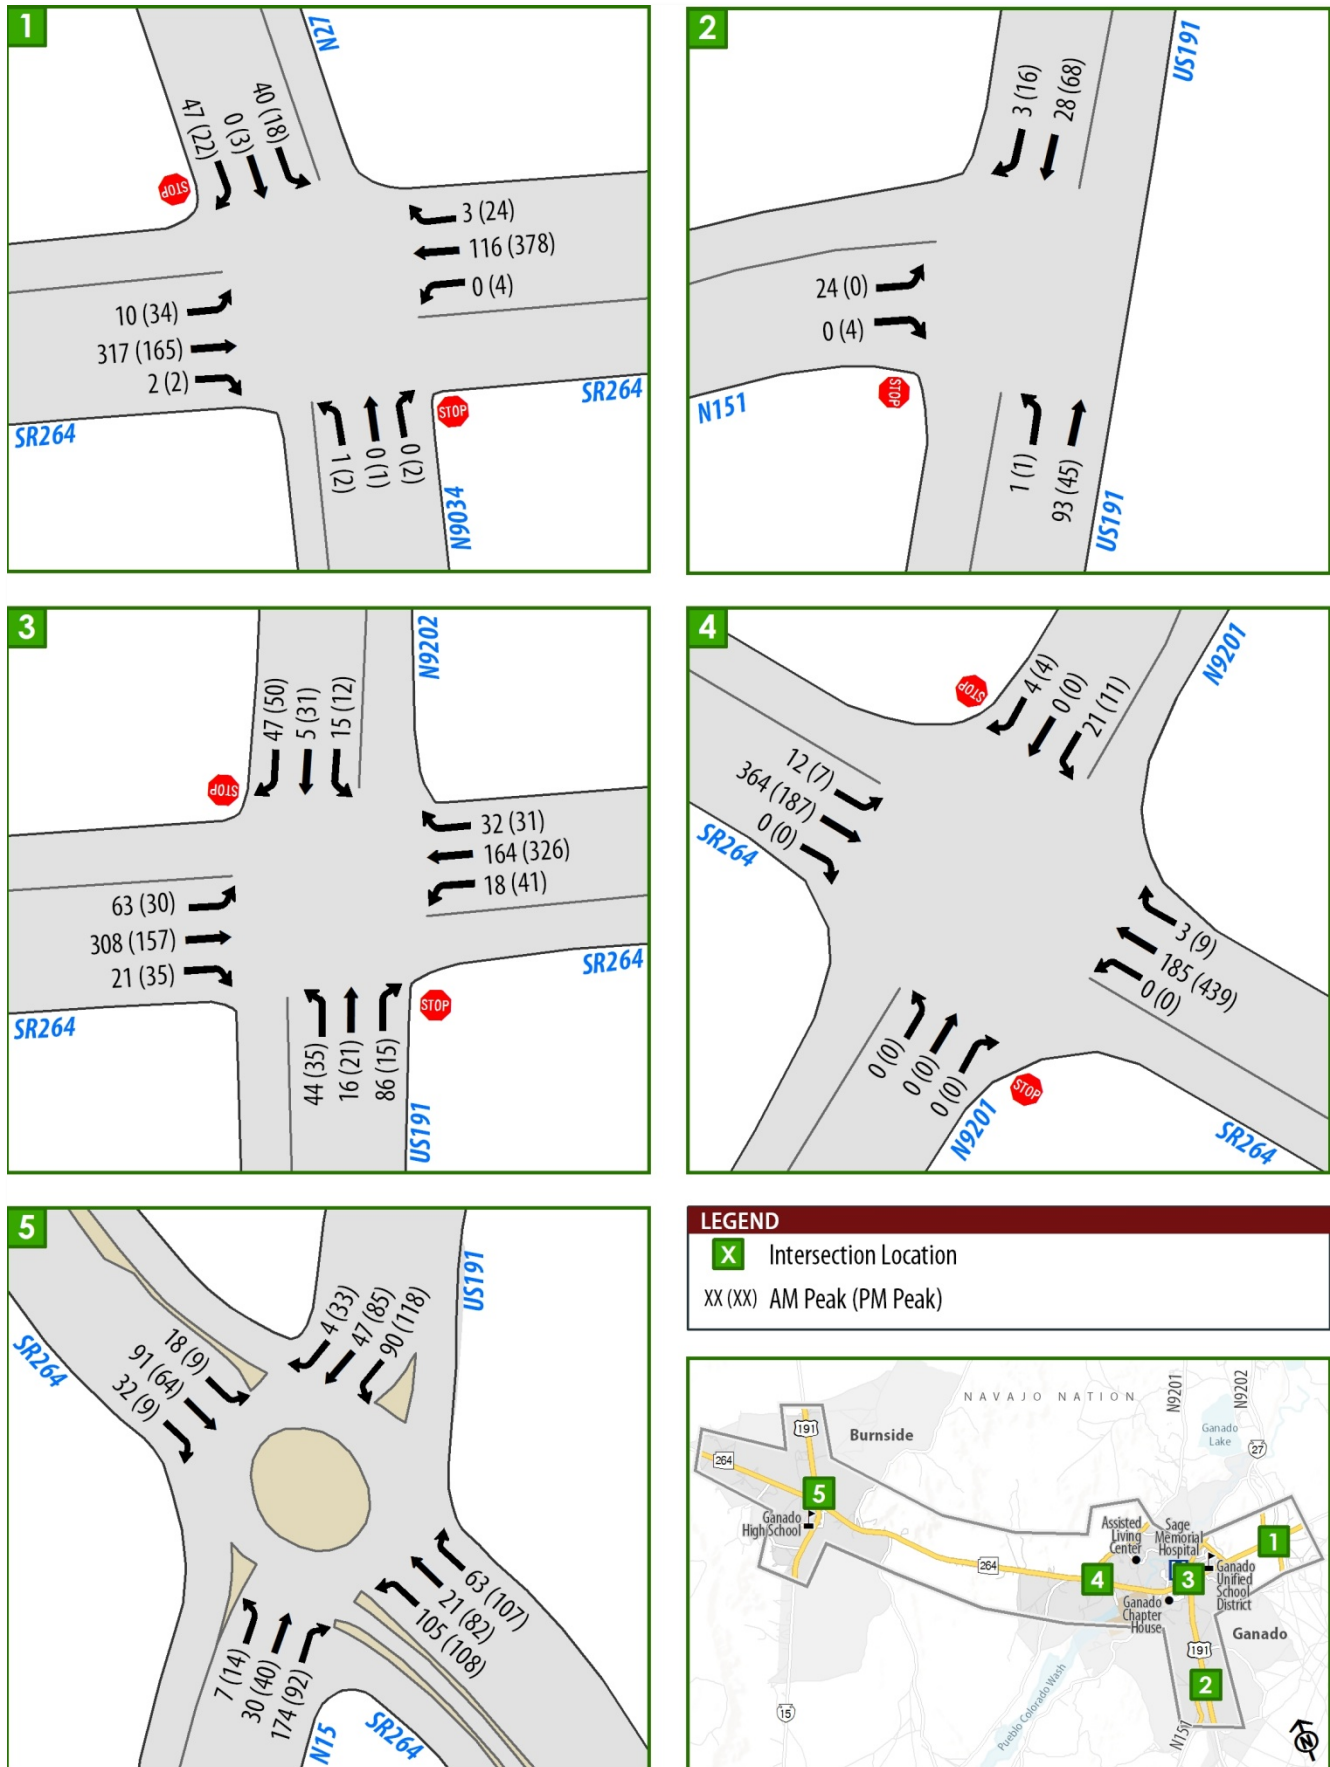 1
N27
47 (22)
0 (3)
40 (18)
STOP
3 (24)
116 (378)
0 (4)
10 (34)
317 (165)
2 (2)
SR264
SR264
STOP
1 (2)
0 (1)
0 (2)
N9034
2
US191
3 (16)
28 (68)
24 (0)
0 (4)
N151
STOP
1 (1)
93 (45)
US191
3
N9202
47 (50)
5 (31)
15 (12)
STOP
32 (31)
164 (326)
18 (41)
63 (30)
308 (157)
21 (35)
SR264
SR264
STOP
44 (35)
16 (21)
86 (15)
US191
4
N9201
STOP
4 (4)
0 (0)
21 (11)
12 (7)
364 (187)
0 (0)
SR264
3 (9)
185 (439)
0 (0)
0 (0)
0 (0)
0 (0)
STOP
N9201
SR264
5
US191
4 (33)
47 (85)
90 (118)
SR264
18 (9)
91 (64)
32 (9)
63 (107)
21 (82)
105 (108)
7 (14)
30 (40)
174 (92)
N15
SR264
LEGEND
X Intersection Location
XX (XX) AM Peak (PM Peak)
NAVAJO NATION
N9201
N9202
191
Burnside
Ganado
Lake
27
264
5
Ganado
High School
Assisted
Living
Center
Sage
Memorial
Hospital
1
264
4
3
Ganado
Unified
School
District
Ganado
Chapter
House
Ganado
191
2
15
Pueblo Colorado Wash
N151
N